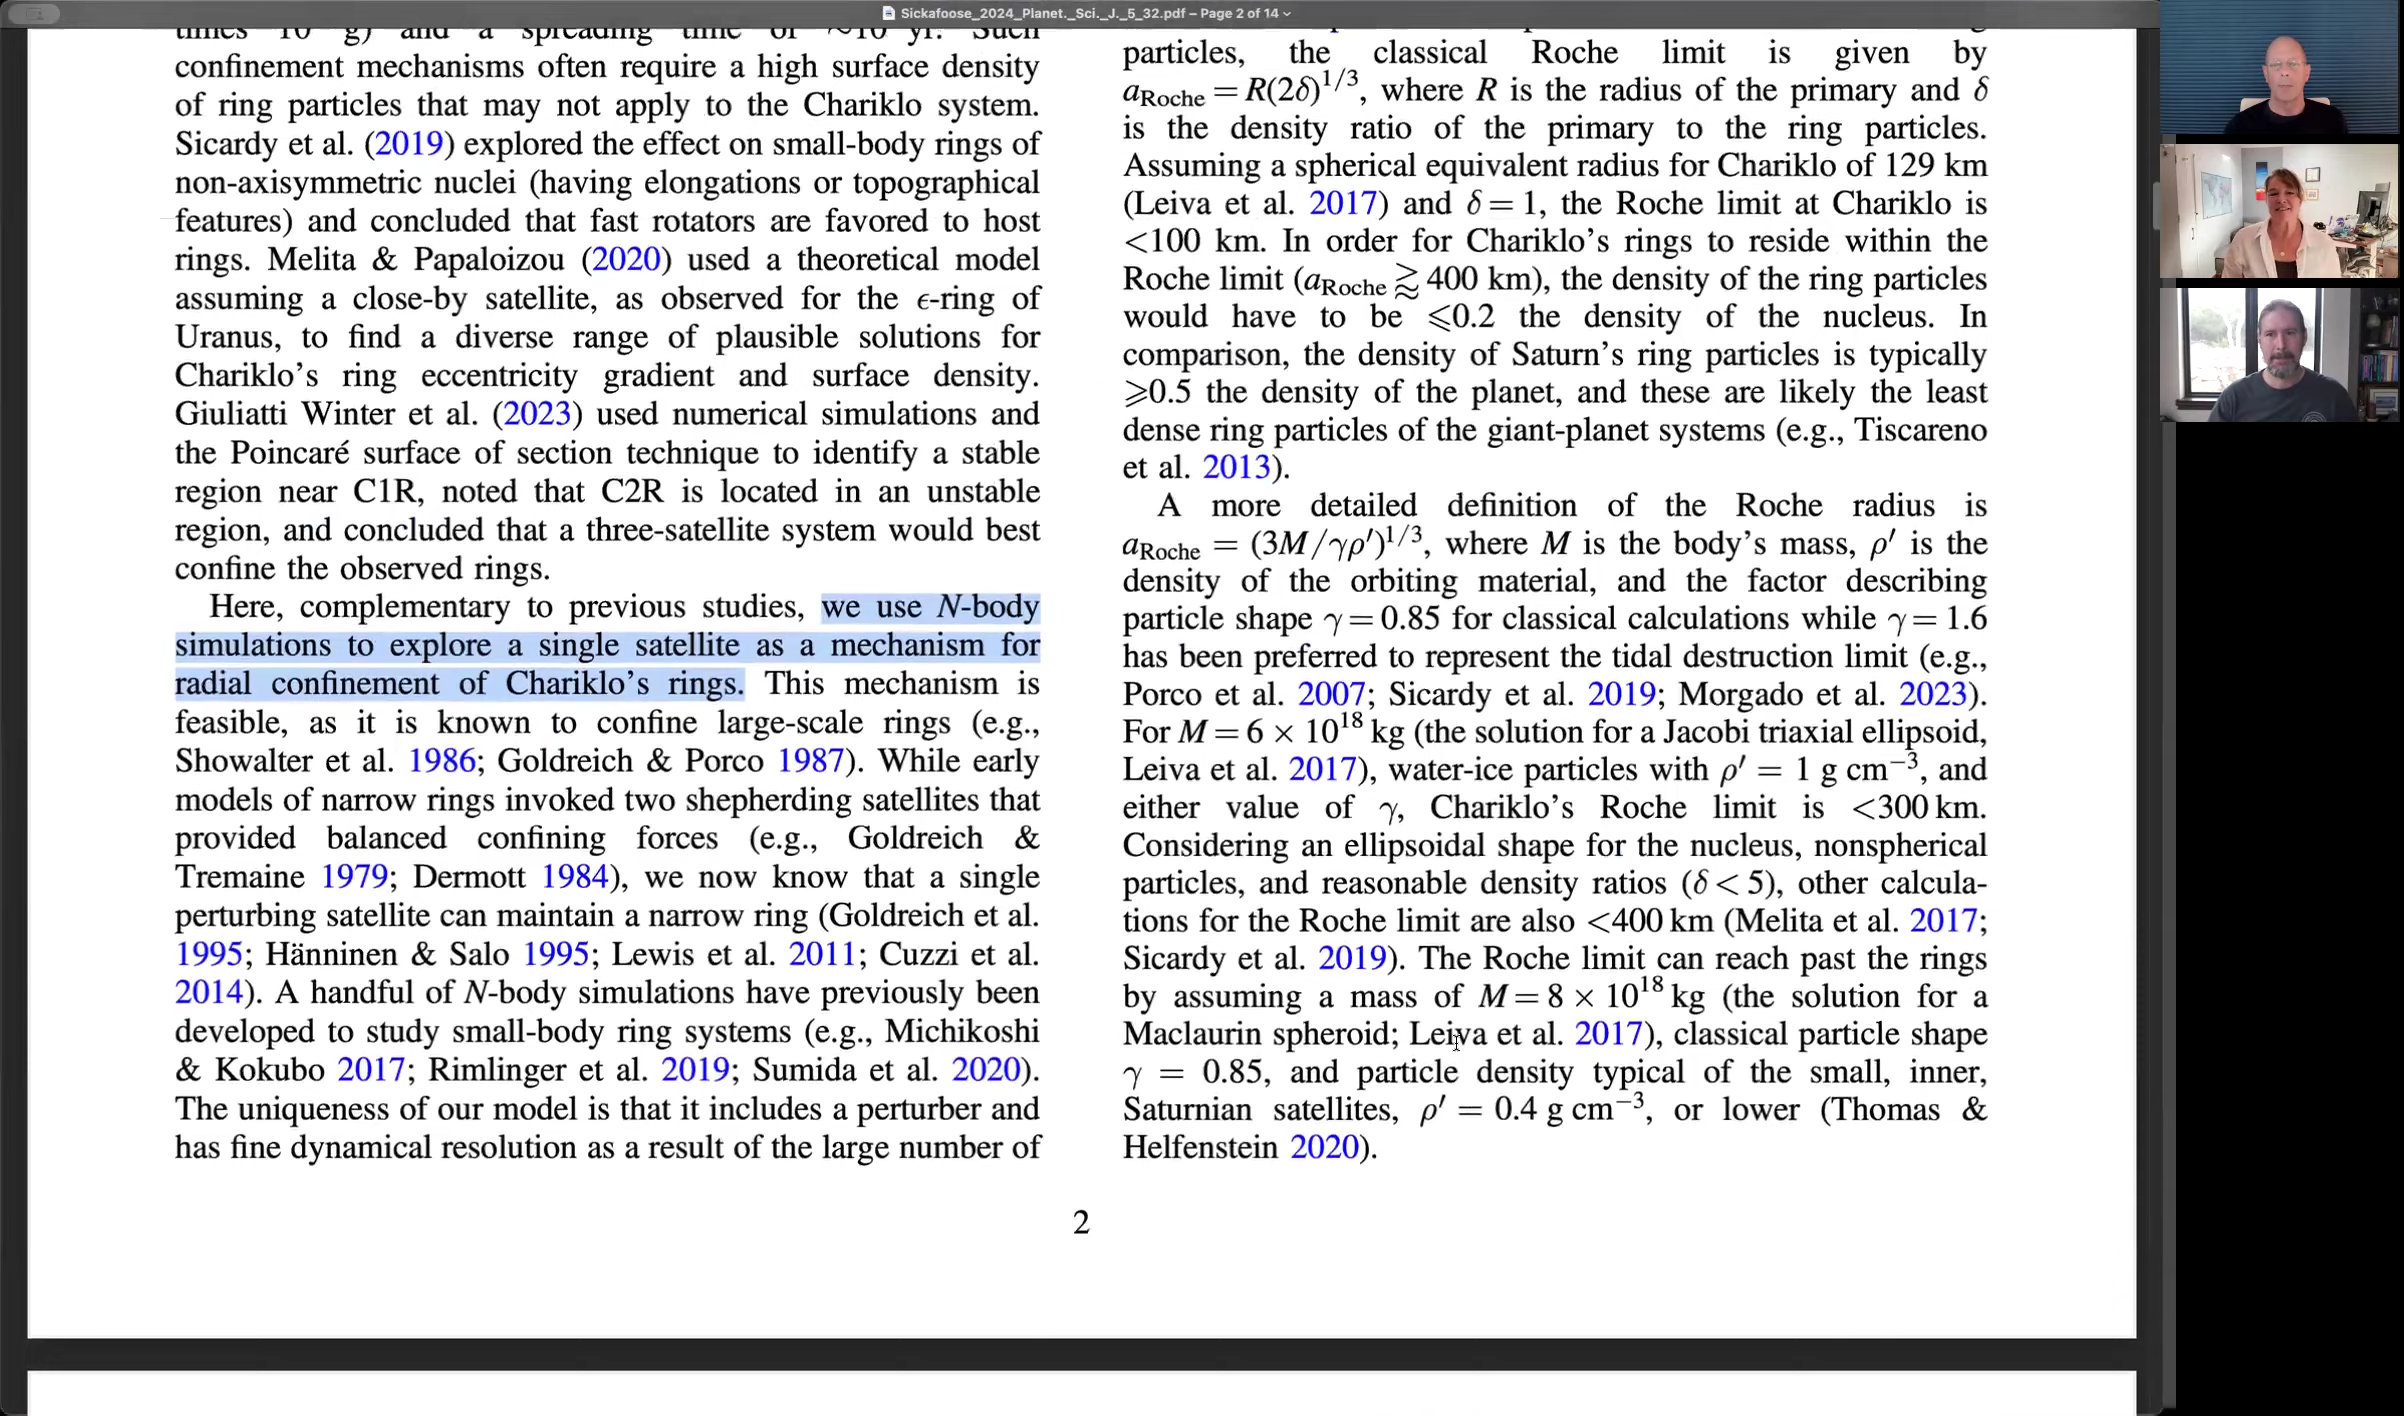 Sickafoose_2024_Planet._Sci._J._5_32.pdf – Page 2 of 14
times 10 g) and a spreading time of ~10 yr. Such
confinement mechanisms often require a high surface density
of ring particles that may not apply to the Chariklo system.
Sicardy et al. (2019) explored the effect on small-body rings of
non-axisymmetric nuclei (having elongations or topographical
features) and concluded that fast rotators are favored to host
rings. Melita & Papaloizou (2020) used a theoretical model
assuming a close-by satellite, as observed for the ϵ-ring of
Uranus, to find a diverse range of plausible solutions for
Chariklo's ring eccentricity gradient and surface density.
Giuliatti Winter et al. (2023) used numerical simulations and
the Poincaré surface of section technique to identify a stable
region near C1R, noted that C2R is located in an unstable
region, and concluded that a three-satellite system would best
confine the observed rings.
Here, complementary to previous studies, we use N-body
simulations to explore a single satellite as a mechanism for
radial confinement of Chariklo's rings. This mechanism is
feasible, as it is known to confine large-scale rings (e.g.,
Showalter et al. 1986; Goldreich & Porco 1987). While early
models of narrow rings invoked two shepherding satellites that
provided balanced confining forces (e.g., Goldreich &
Tremaine 1979; Dermott 1984), we now know that a single
perturbing satellite can maintain a narrow ring (Goldreich et al.
1995; Hänninen & Salo 1995; Lewis et al. 2011; Cuzzi et al.
2014). A handful of N-body simulations have previously been
developed to study small-body ring systems (e.g., Michikoshi
& Kokubo 2017; Rimlinger et al. 2019; Sumida et al. 2020).
The uniqueness of our model is that it includes a perturber and
has fine dynamical resolution as a result of the large number of
particles, the classical Roche limit is given by
aRoche = R(2δ)^1/3, where R is the radius of the primary and δ
is the density ratio of the primary to the ring particles.
Assuming a spherical equivalent radius for Chariklo of 129 km
(Leiva et al. 2017) and δ = 1, the Roche limit at Chariklo is
<100 km. In order for Chariklo's rings to reside within the
Roche limit (aRoche ⪆ 400 km), the density of the ring particles
would have to be ⩽0.2 the density of the nucleus. In
comparison, the density of Saturn's ring particles is typically
⩾0.5 the density of the planet, and these are likely the least
dense ring particles of the giant-planet systems (e.g., Tiscareno
et al. 2013).
A more detailed definition of the Roche radius is
aRoche = (3M/γρ′)^1/3, where M is the body's mass, ρ′ is the
density of the orbiting material, and the factor describing
particle shape γ = 0.85 for classical calculations while γ = 1.6
has been preferred to represent the tidal destruction limit (e.g.,
Porco et al. 2007; Sicardy et al. 2019; Morgado et al. 2023).
For M = 6 × 10^18 kg (the solution for a Jacobi triaxial ellipsoid,
Leiva et al. 2017), water-ice particles with ρ′ = 1 g cm^−3, and
either value of γ, Chariklo's Roche limit is <300 km.
Considering an ellipsoidal shape for the nucleus, nonspherical
particles, and reasonable density ratios (δ < 5), other calcula-
tions for the Roche limit are also <400 km (Melita et al. 2017;
Sicardy et al. 2019). The Roche limit can reach past the rings
by assuming a mass of M = 8 × 10^18 kg (the solution for a
Maclaurin spheroid; Leiva et al. 2017), classical particle shape
γ = 0.85, and particle density typical of the small, inner,
Saturnian satellites, ρ′ = 0.4 g cm^−3, or lower (Thomas &
Helfenstein 2020).
2